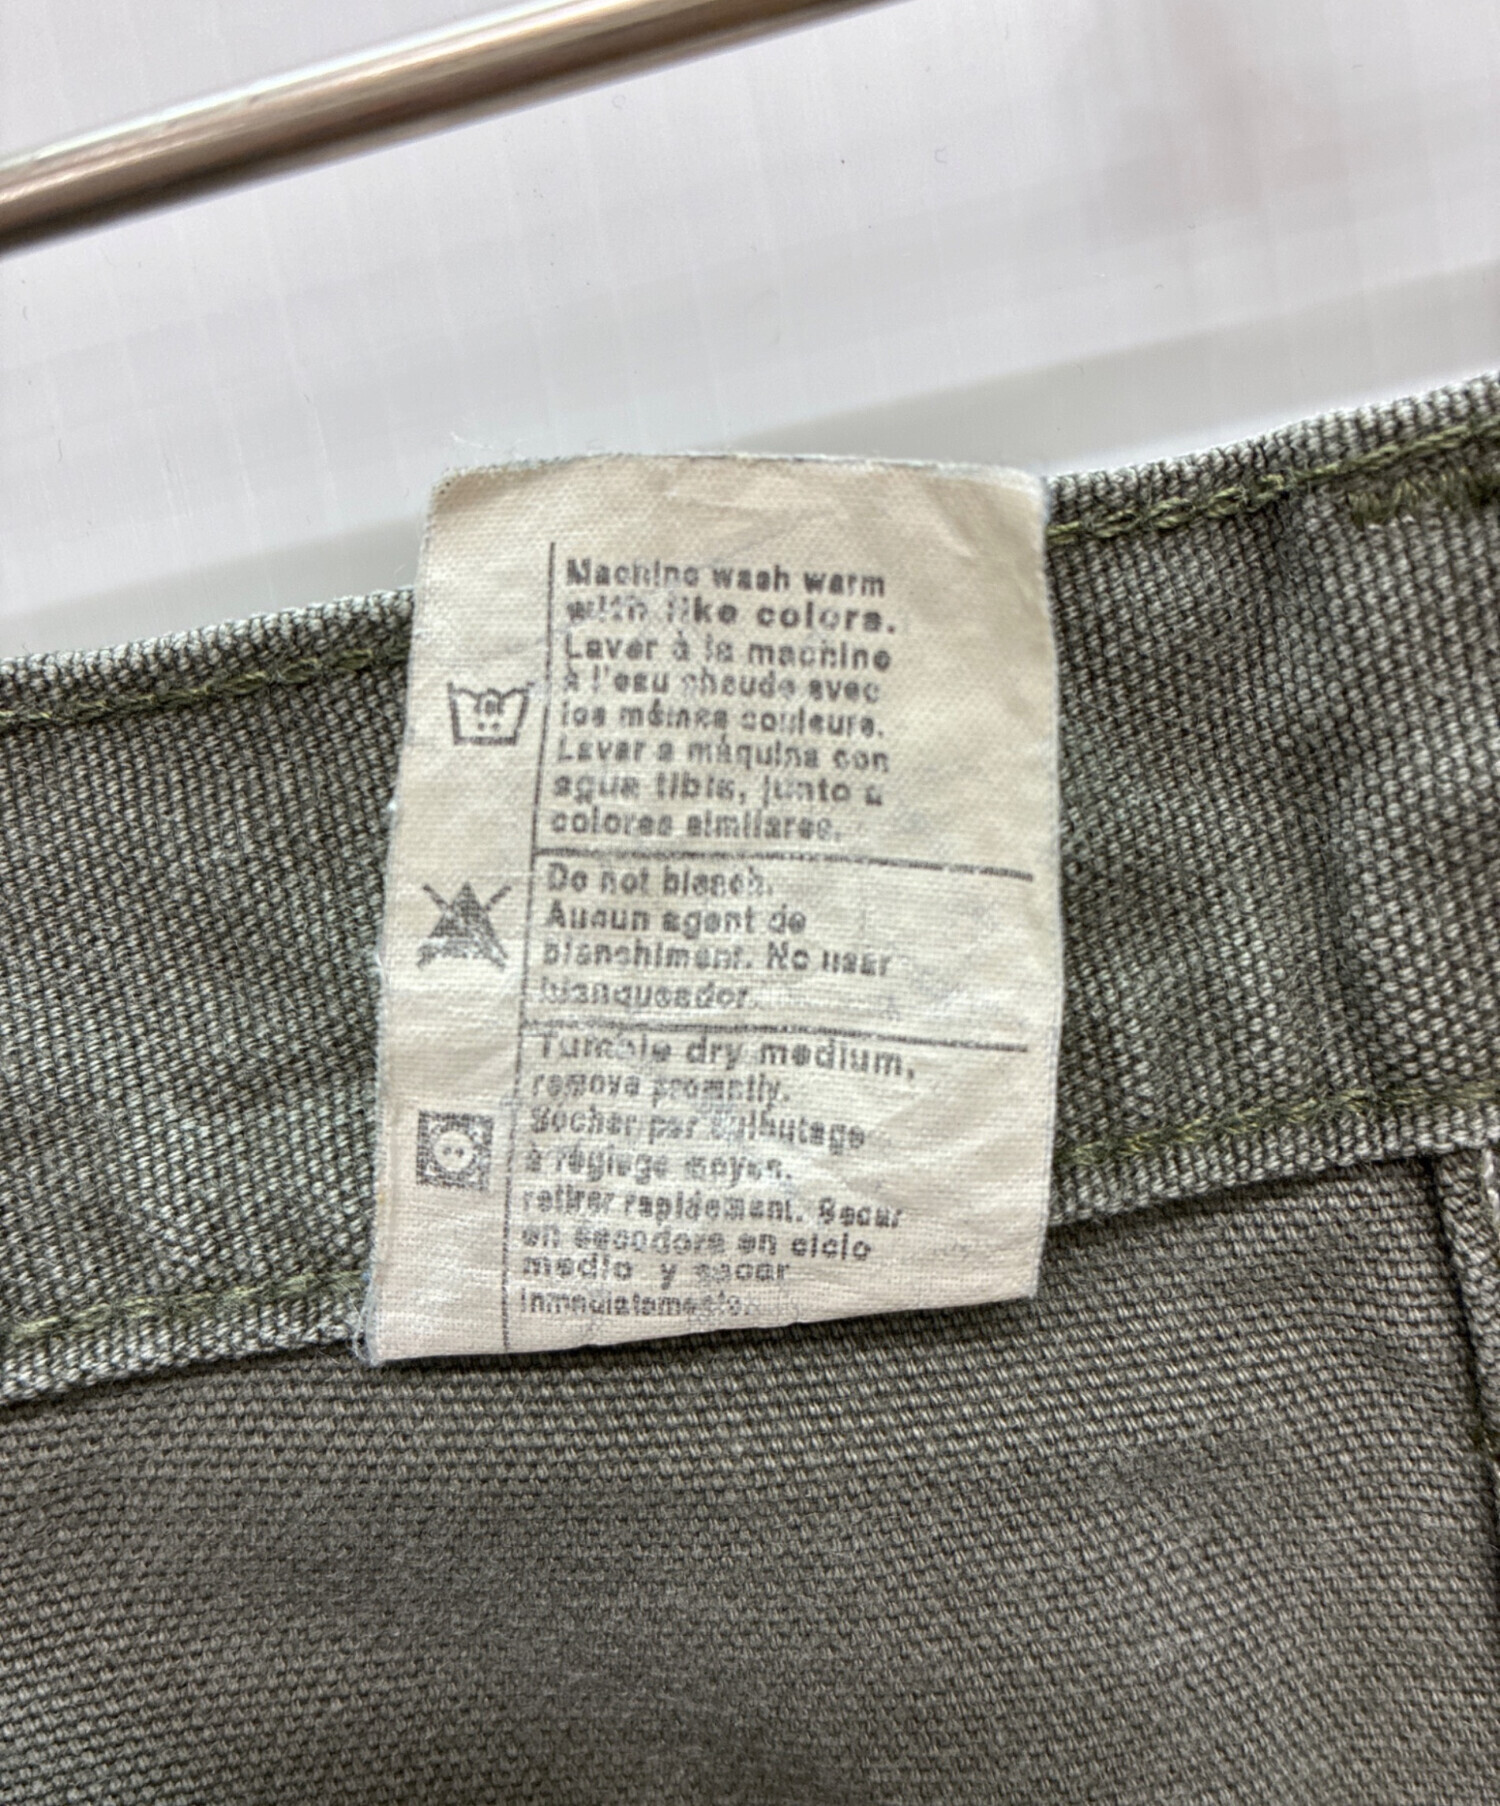 Machine wash warm
with like colors.
Laver à la machine
à l'eau chaude avec
les mêmes couleurs.
Lavar a máquina con
agua tibia, junto a
colores similares.
Do not bleach.
Aucun agent de
blanchiment. No usar
blanqueador.
Tumble dry medium,
remove promptly.
Sécher par culbutage
à réglage moyen,
retirer rapidement. Secar
en secadora en ciclo
medio y sacar
inmediatamente.